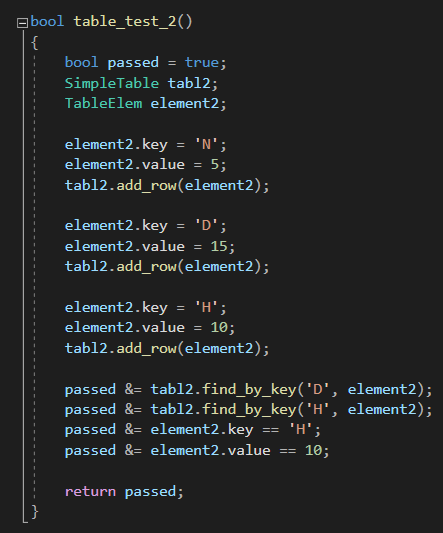 bool table_test_2()
{
bool passed = true;
SimpleTable tabl2;
TableElem element2;
element2.key = 'N';
element2.value = 5;
tabl2.add_row(element2);
element2.key = 'D';
element2.value = 15;
tabl2.add_row(element2);
element2.key = 'H';
element2.value = 10;
tabl2.add_row(element2);
passed &= tabl2.find_by_key('D', element2);
passed &= tabl2.find_by_key('H', element2);
passed &= element2.key == 'H';
passed &= element2.value == 10;
return passed;
}